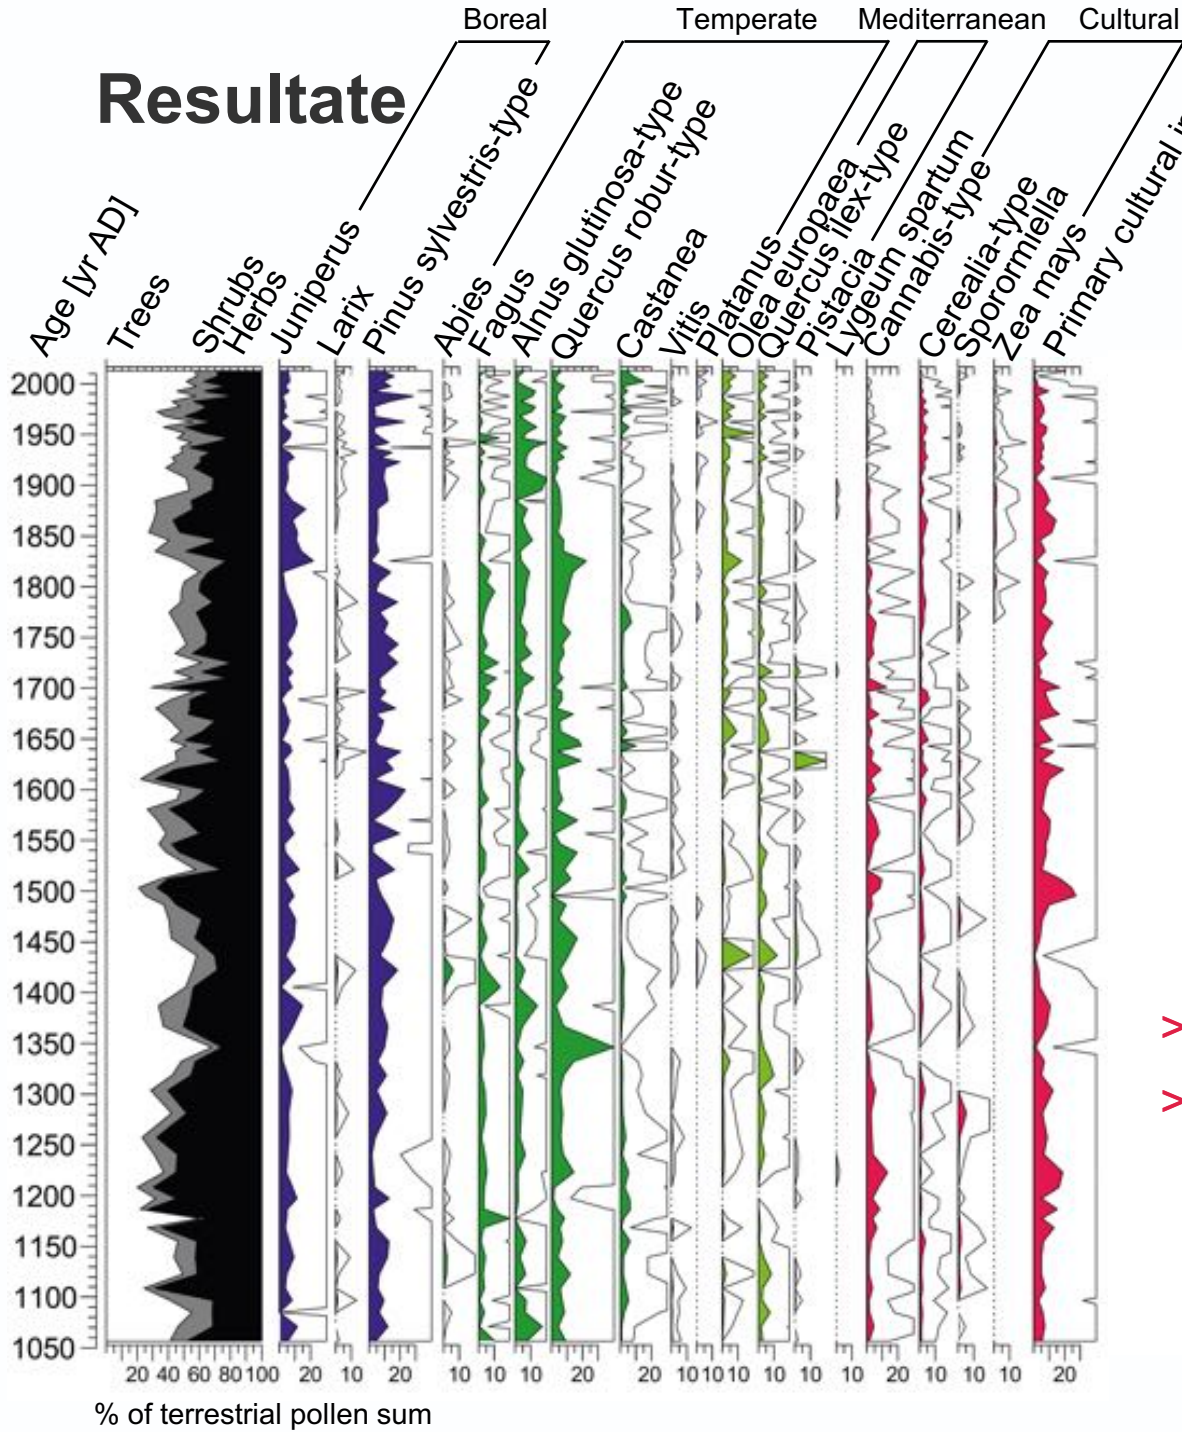 Boreal Temperate Mediterranean Cultural
Resultate
Age [yr AD]
Trees
Shrubs
Herbs
Juniperus
Larix
Pinus sylvestris-type
Abies
Fagus
Alnus glutinosa-type
Quercus robur-type
Castanea
Vitis
Platanus
Olea europaea
Quercus ilex-type
Pistacia
Lygeum spartum
Cannabis-type
Cerealia-type
Sporormiella
Zea mays
Primary cultural
2000
1950
1900
1850
1800
1750
1700
1650
1600
1550
1500
1450
1400
1350 >
1300 >
1250
1200
1150
1100
1050
20 40 60 80 100 20 10 20 10 10 10 20 20 10 10 10 10 10 10 20 10 10 10 20
% of terrestrial pollen sum